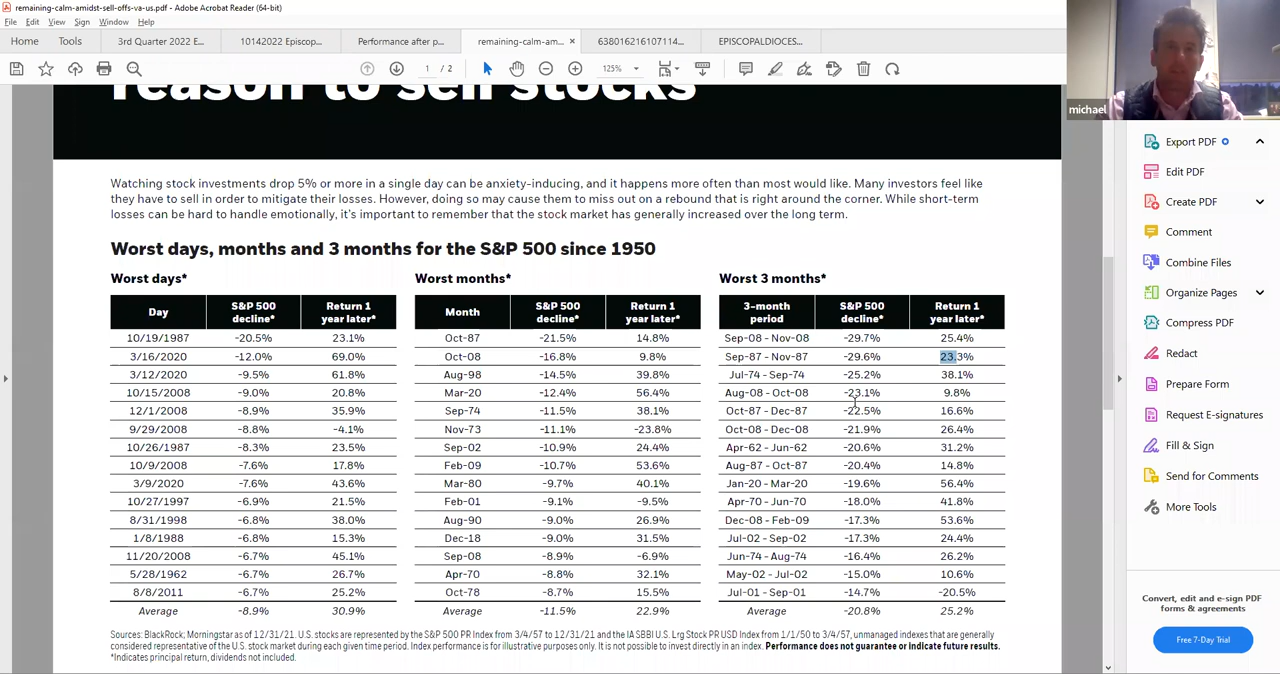 remaining-calm-amidst-sell-offs-va-us.pdf - Adobe Acrobat Reader (64-bit)
File Edit View Sign Window Help
Home Tools 3rd Quarter 2022 E... 10142022 Episcop... Performance after p... remaining-calm-am... × 638016216107114... EPISCOPALDIOCES...
1 / 2 125%
michael
reason to sell stocks
Watching stock investments drop 5% or more in a single day can be anxiety-inducing, and it happens more often than most would like. Many investors feel like
they have to sell in order to mitigate their losses. However, doing so may cause them to miss out on a rebound that is right around the corner. While short-term
losses can be hard to handle emotionally, it's important to remember that the stock market has generally increased over the long term.
Worst days, months and 3 months for the S&P 500 since 1950
Worst days* Worst months* Worst 3 months*
Day S&P 500 decline* Return 1 year later* Month S&P 500 decline* Return 1 year later* 3-month period S&P 500 decline* Return 1 year later*
10/19/1987 -20.5% 23.1% Oct-87 -21.5% 14.8% Sep-08 - Nov-08 -29.7% 25.4%
3/16/2020 -12.0% 69.0% Oct-08 -16.8% 9.8% Sep-87 - Nov-87 -29.6% 23.3%
3/12/2020 -9.5% 61.8% Aug-98 -14.5% 39.8% Jul-74 - Sep-74 -25.2% 38.1%
10/15/2008 -9.0% 20.8% Mar-20 -12.4% 56.4% Aug-08 - Oct-08 -23.1% 9.8%
12/1/2008 -8.9% 35.9% Sep-74 -11.5% 38.1% Oct-87 - Dec-87 -22.5% 16.6%
9/29/2008 -8.8% -4.1% Nov-73 -11.1% -23.8% Oct-08 - Dec-08 -21.9% 26.4%
10/26/1987 -8.3% 23.5% Sep-02 -10.9% 24.4% Apr-62 - Jun-62 -20.6% 31.2%
10/9/2008 -7.6% 17.8% Feb-09 -10.7% 53.6% Aug-87 - Oct-87 -20.4% 14.8%
3/9/2020 -7.6% 43.6% Mar-80 -9.7% 40.1% Jan-20 - Mar-20 -19.6% 56.4%
10/27/1997 -6.9% 21.5% Feb-01 -9.1% -9.5% Apr-70 - Jun-70 -18.0% 41.8%
8/31/1998 -6.8% 38.0% Aug-90 -9.0% 26.9% Dec-08 - Feb-09 -17.3% 53.6%
1/8/1988 -6.8% 15.3% Dec-18 -9.0% 31.5% Jul-02 - Sep-02 -17.3% 24.4%
11/20/2008 -6.7% 45.1% Sep-08 -8.9% -6.9% Jun-74 - Aug-74 -16.4% 26.2%
5/28/1962 -6.7% 26.7% Apr-70 -8.8% 32.1% May-02 - Jul-02 -15.0% 10.6%
8/8/2011 -6.7% 25.2% Oct-78 -8.7% 15.5% Jul-01 - Sep-01 -14.7% -20.5%
Average -8.9% 30.9% Average -11.5% 22.9% Average -20.8% 25.2%
Sources: BlackRock; Morningstar as of 12/31/21. U.S. stocks are represented by the S&P 500 PR Index from 3/4/57 to 12/31/21 and the IA SBBI U.S. Lrg Stock PR USD Index from 1/1/50 to 3/4/57, unmanaged indexes that are generally
considered representative of the U.S. stock market during each given time period. Index performance is for illustrative purposes only. It is not possible to invest directly in an index. Performance does not guarantee or indicate future results.
*Indicates principal return, dividends not included.
Export PDF
Edit PDF
Create PDF
Comment
Combine Files
Organize Pages
Compress PDF
Redact
Prepare Form
Request E-signatures
Fill & Sign
Send for Comments
More Tools
Convert, edit and e-sign PDF
forms & agreements
Free 7-Day Trial